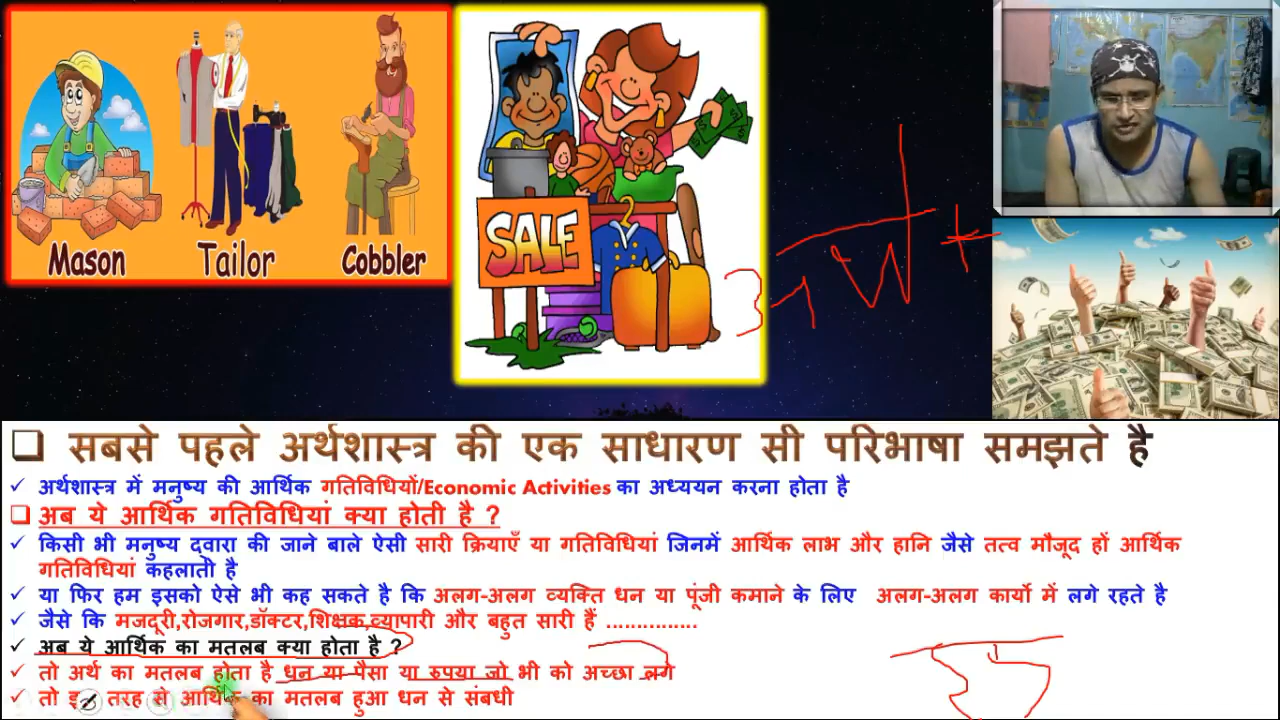 Mason Tailor Cobbler
SALE
अर्थ +
❑ सबसे पहले अर्थशास्त्र की एक साधारण सी परिभाषा समझते है
✓ अर्थशास्त्र में मनुष्य की आर्थिक गतिविधियों/Economic Activities का अध्ययन करना होता है
❑ अब ये आर्थिक गतिविधियां क्या होती है ?
✓ किसी भी मनुष्य द्वारा की जाने बाले ऐसी सारी क्रियाएँ या गतिविधियां जिनमें आर्थिक लाभ और हानि जैसे तत्व मौजूद हों आर्थिक
गतिविधियां कहलाती है
✓ या फिर हम इसको ऐसे भी कह सकते है कि अलग-अलग व्यक्ति धन या पूंजी कमाने के लिए अलग-अलग कार्यो में लगे रहते है
✓ जैसे कि मजदूरी,रोजगार,डॉक्टर,शिक्षक,व्यापारी और बहुत सारी हैं ...............
✓ अब ये आर्थिक का मतलब क्या होता है ?
✓ तो अर्थ का मतलब होता है धन या पैसा या रुपया जो भी को अच्छा लगे
✓ तो तरह से आर्थिक का मतलब हुआ धन से संबधी